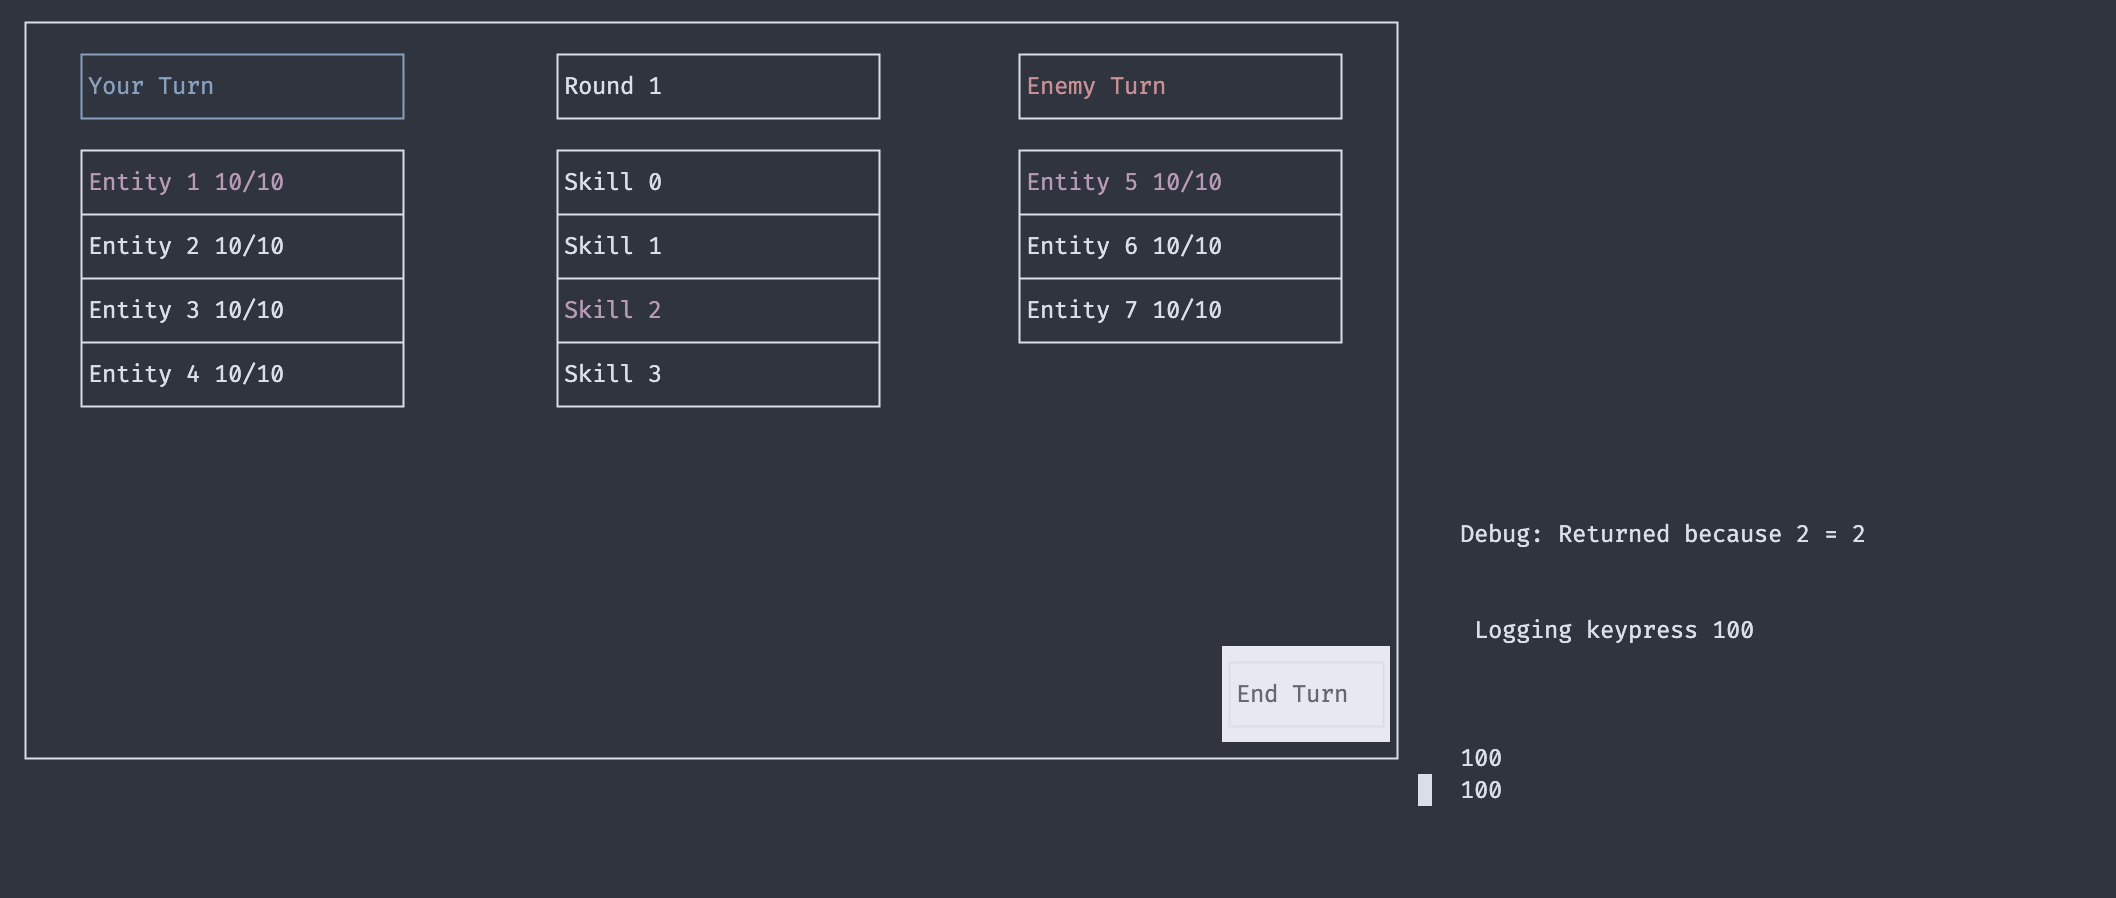 Your Turn
Round 1
Enemy Turn
Entity 1 10/10
Entity 2 10/10
Entity 3 10/10
Entity 4 10/10
Skill 0
Skill 1
Skill 2
Skill 3
Entity 5 10/10
Entity 6 10/10
Entity 7 10/10
End Turn
Debug: Returned because 2 = 2
Logging keypress 100
100
100